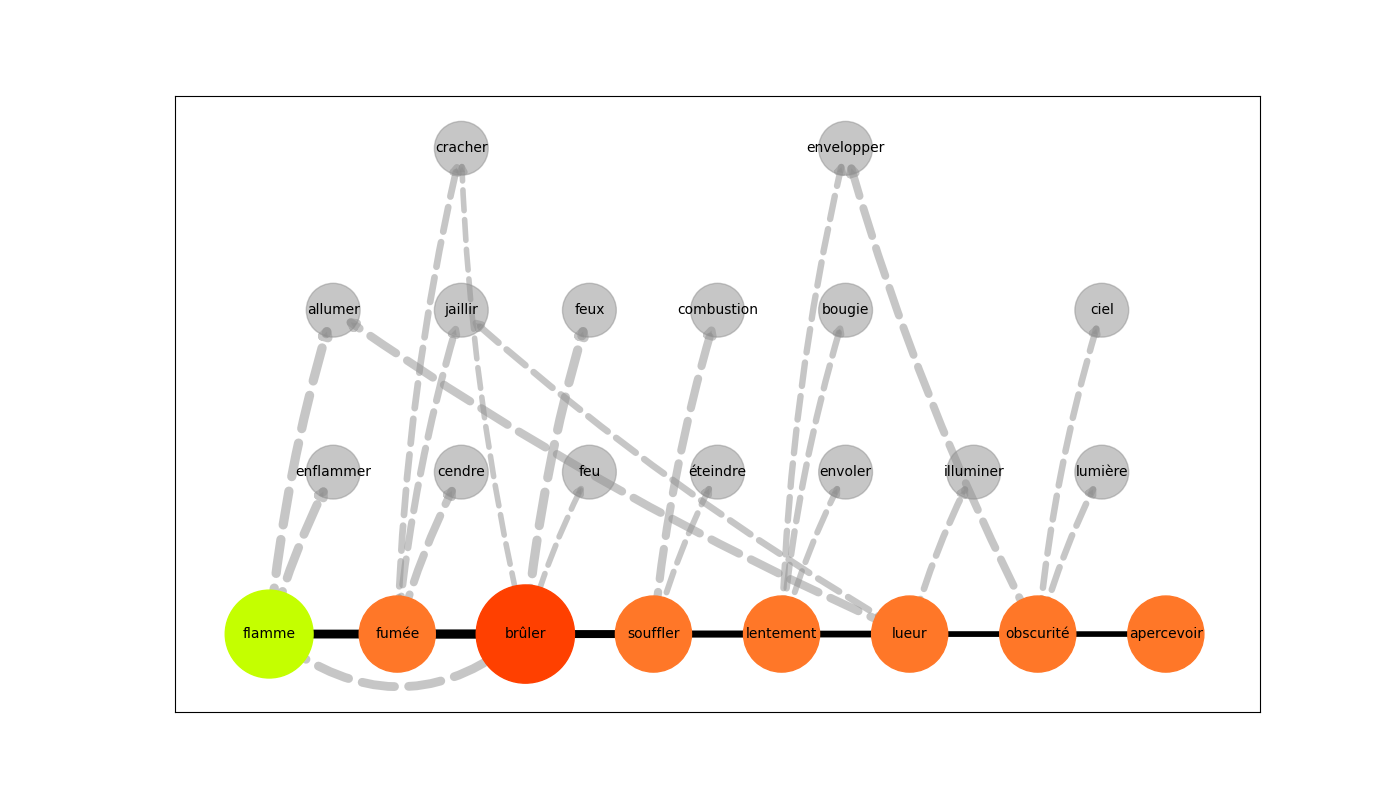 cracher envelopper
allumer jaillir feux combustion bougie ciel
enflammer cendre feu éteindre envoler illuminer lumière
flamme fumée brûler souffler lentement lueur obscurité apercevoir